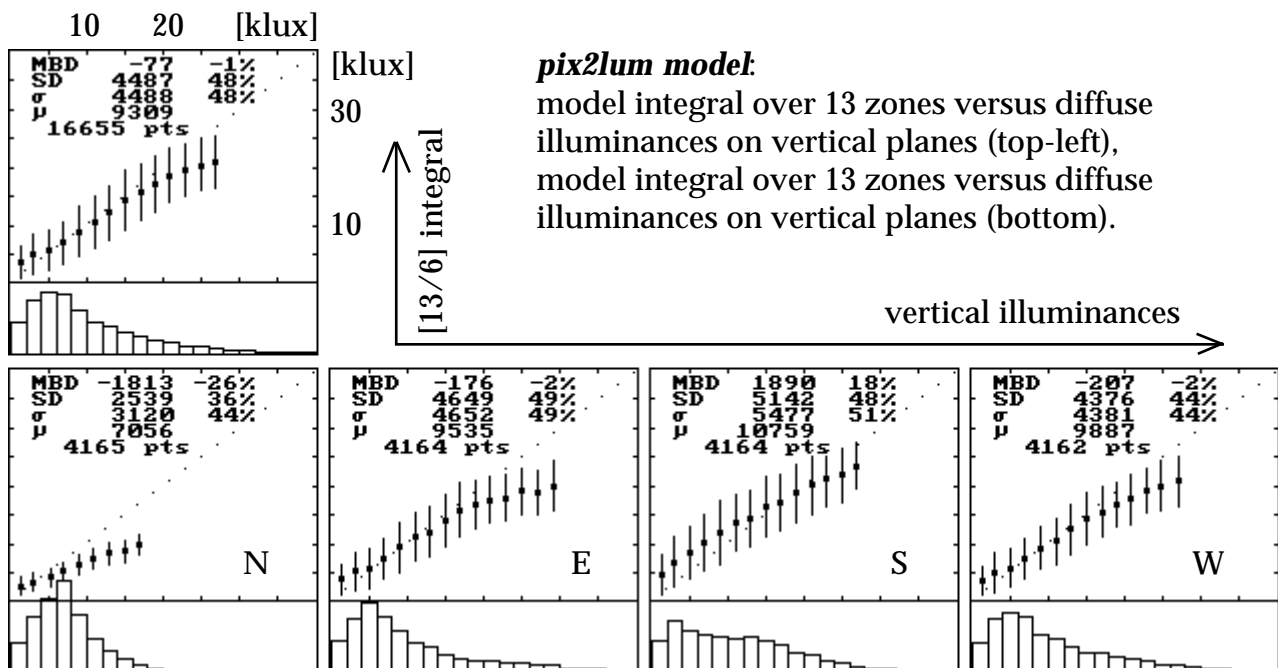 10 20 [klux]
MBD -77 -1%
SD 4487 48%
σ 4488 48%
μ 9309
16655 pts
[klux]
30
10
[13/6] integral
pix2lum model:
model integral over 13 zones versus diffuse
illuminances on vertical planes (top-left),
model integral over 13 zones versus diffuse
illuminances on vertical planes (bottom).
vertical illuminances
MBD -1813 -26%
SD 2539 36%
σ 3120 44%
μ 7056
4165 pts
N
MBD -176 -2%
SD 4649 49%
σ 4652 49%
μ 9535
4164 pts
E
MBD 1890 18%
SD 5142 48%
σ 5477 51%
μ 10759
4164 pts
S
MBD -207 -2%
SD 4376 44%
σ 4381 44%
μ 9887
4162 pts
W